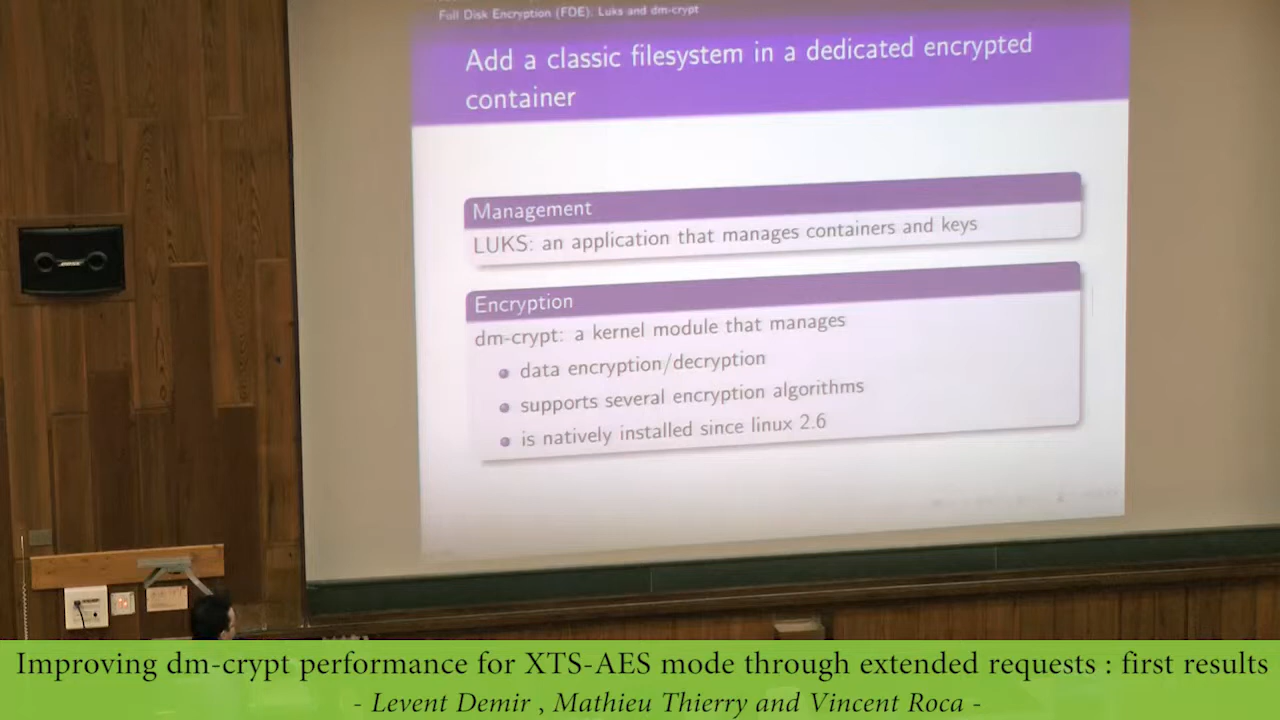 Full Disk Encryption (FDE): Luks and dm-crypt
Add a classic filesystem in a dedicated encrypted
container
Management
LUKS: an application that manages containers and keys
Encryption
dm-crypt: a kernel module that manages
data encryption/decryption
supports several encryption algorithms
is natively installed since linux 2.6
Improving dm-crypt performance for XTS-AES mode through extended requests : first results
- Levent Demir , Mathieu Thierry and Vincent Roca -